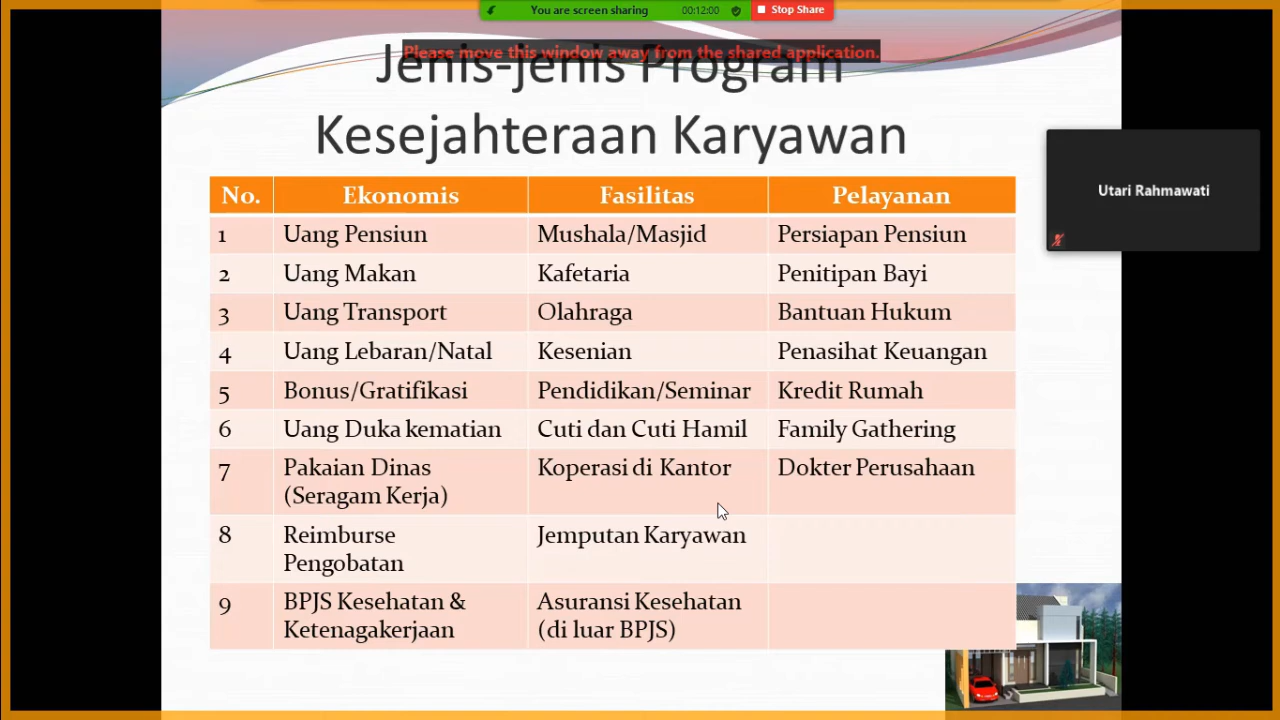 You are screen sharing 00:12:00 Stop Share
Please move this window away from the shared application.
Jenis-jenis Program
Kesejahteraan Karyawan
Utari Rahmawati
No. Ekonomis Fasilitas Pelayanan
1 Uang Pensiun Mushala/Masjid Persiapan Pensiun
2 Uang Makan Kafetaria Penitipan Bayi
3 Uang Transport Olahraga Bantuan Hukum
4 Uang Lebaran/Natal Kesenian Penasihat Keuangan
5 Bonus/Gratifikasi Pendidikan/Seminar Kredit Rumah
6 Uang Duka kematian Cuti dan Cuti Hamil Family Gathering
7 Pakaian Dinas Koperasi di Kantor Dokter Perusahaan
(Seragam Kerja)
8 Reimburse Jemputan Karyawan
Pengobatan
9 BPJS Kesehatan & Asuransi Kesehatan
Ketenagakerjaan (di luar BPJS)